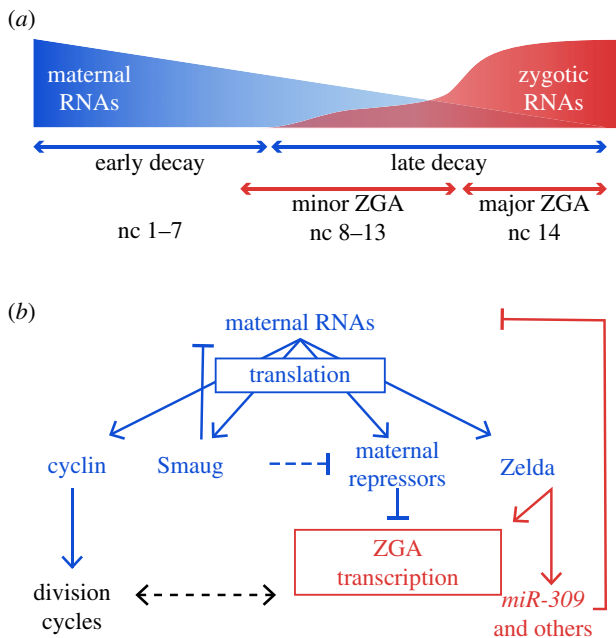 (a)
maternal
RNAs
zygotic
RNAs
early decay
late decay
minor ZGA
major ZGA
nc 1–7
nc 8–13
nc 14
(b)
maternal RNAs
translation
cyclin
Smaug
maternal
repressors
Zelda
ZGA
transcription
division
cycles
miR-309
and others